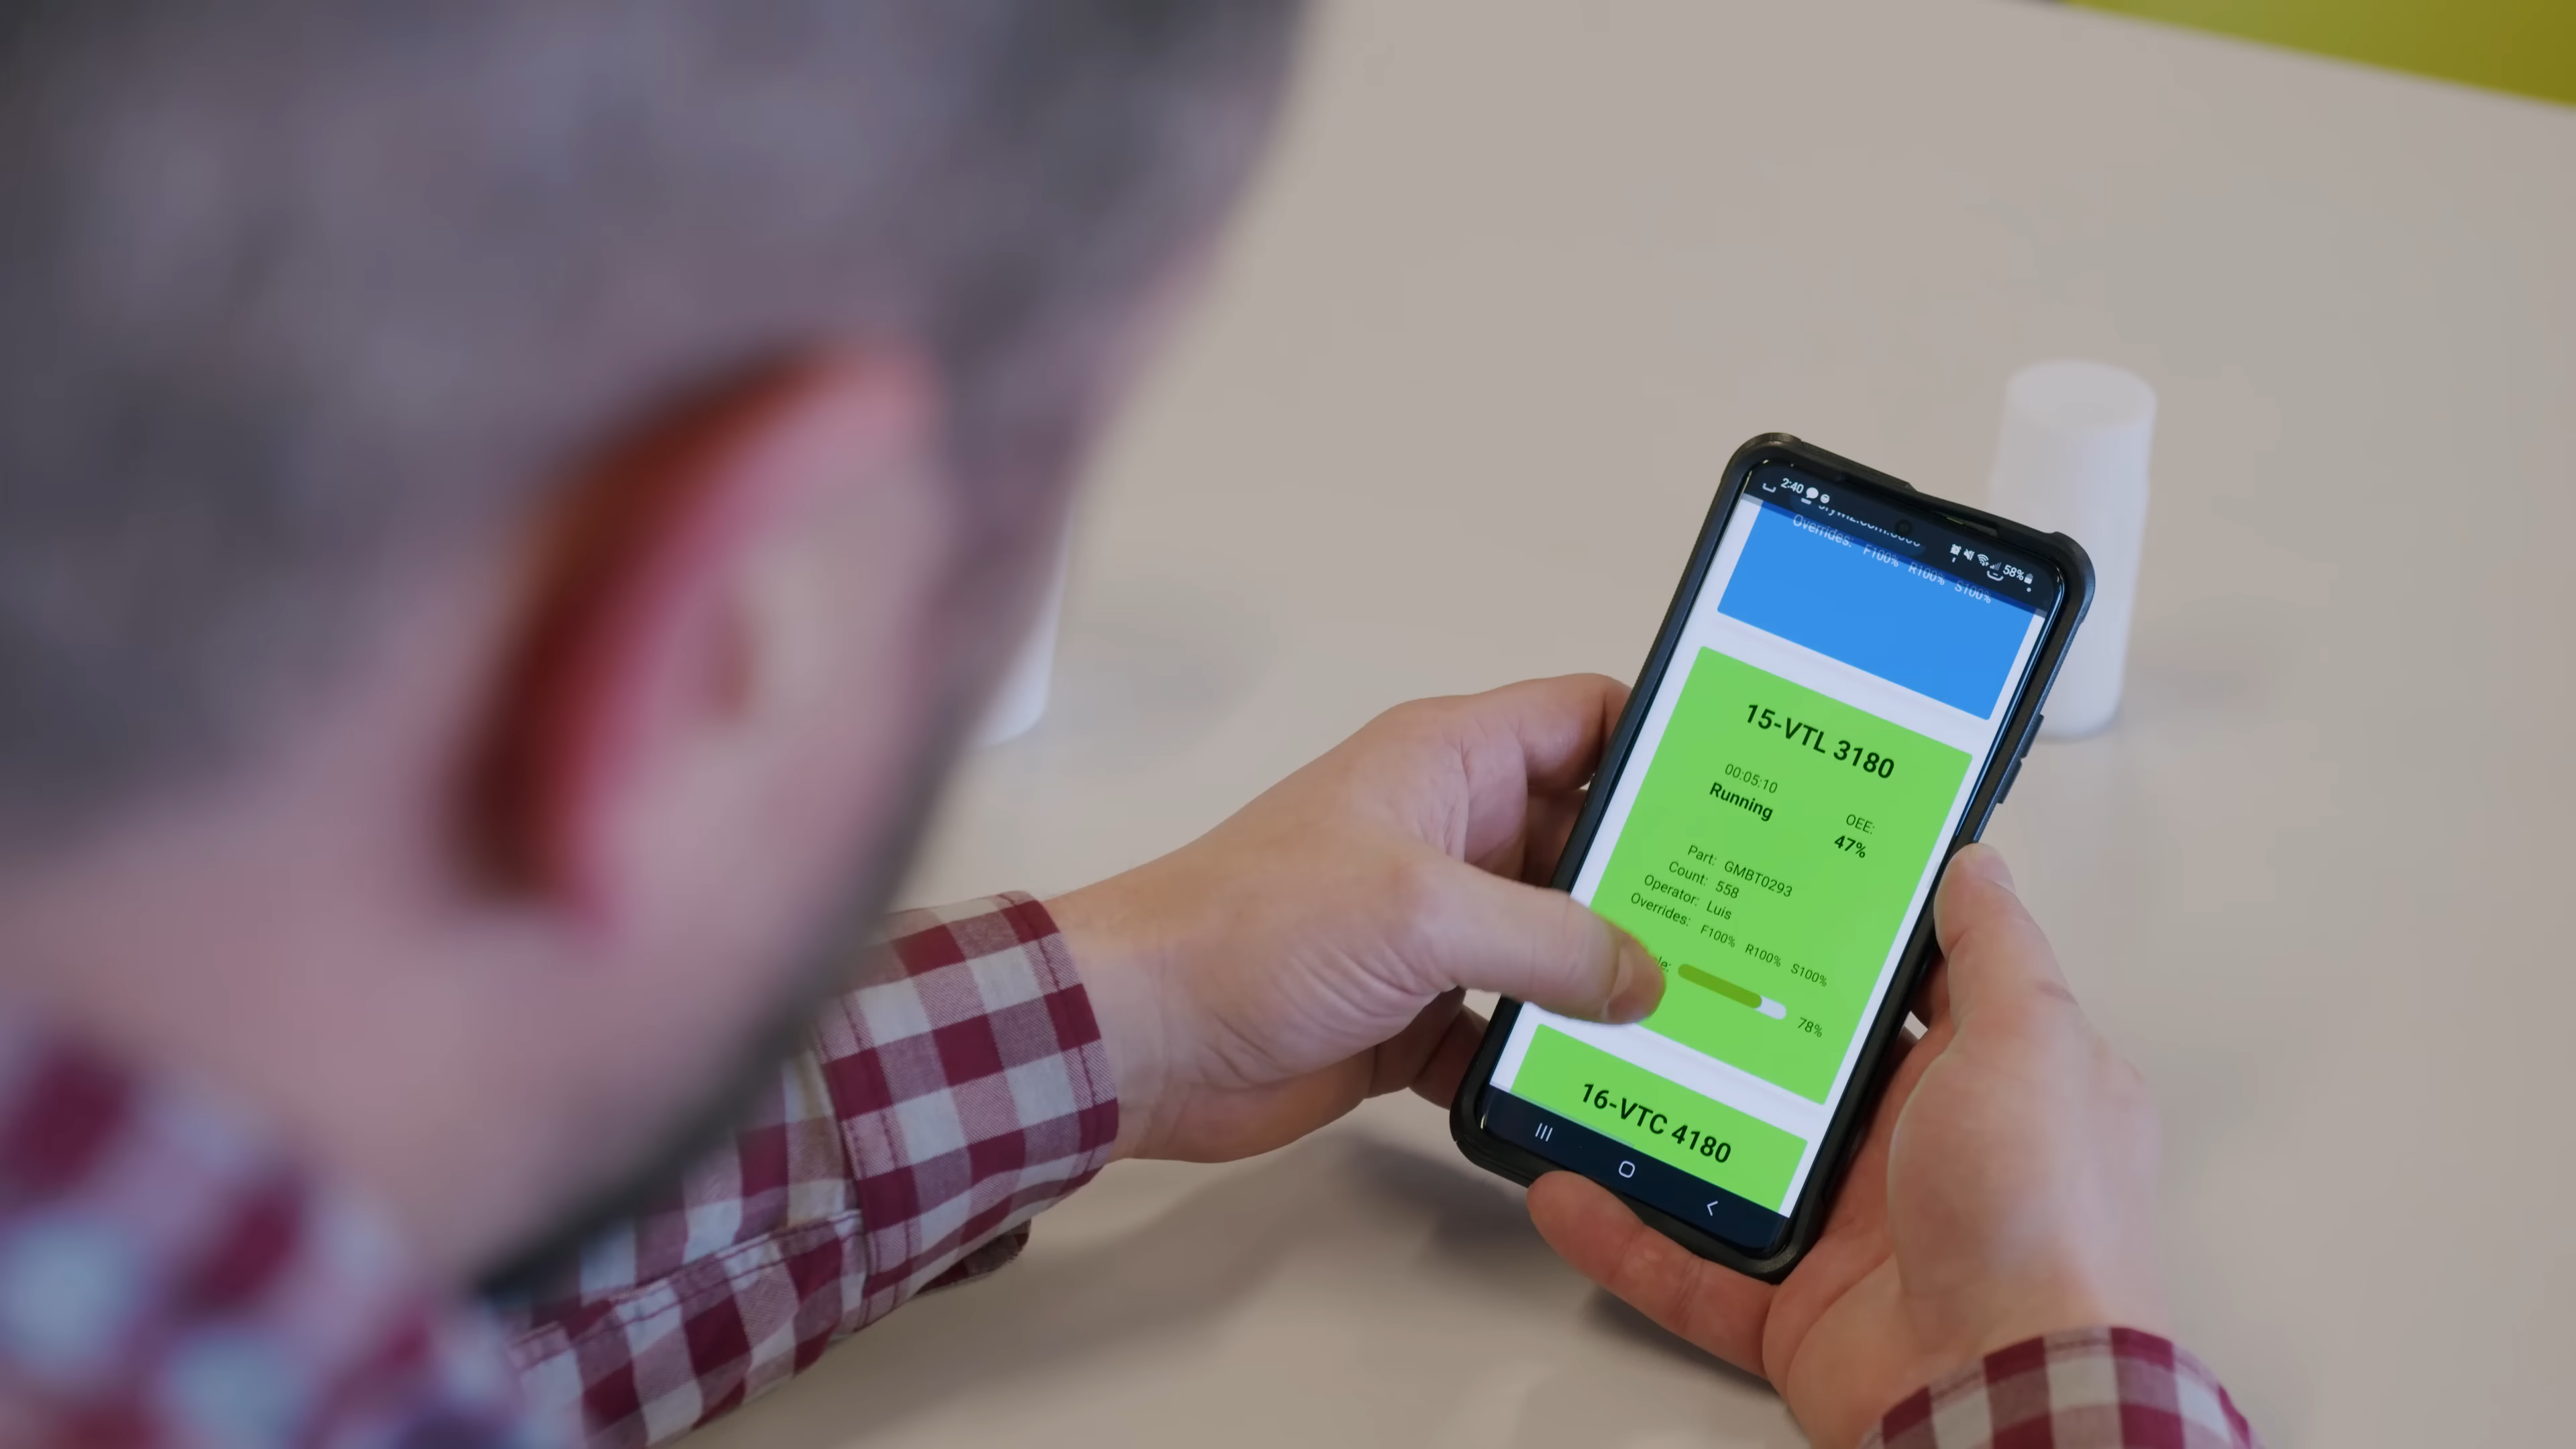 2:40
58%
Overrides: F100% R100% S100%
15-VTL 3180
00:05:10
Running
OEE:
47%
Part: GMBT0293
Count: 558
Operator: Luis
Overrides: F100% R100% S100%
78%
16-VTC 4180